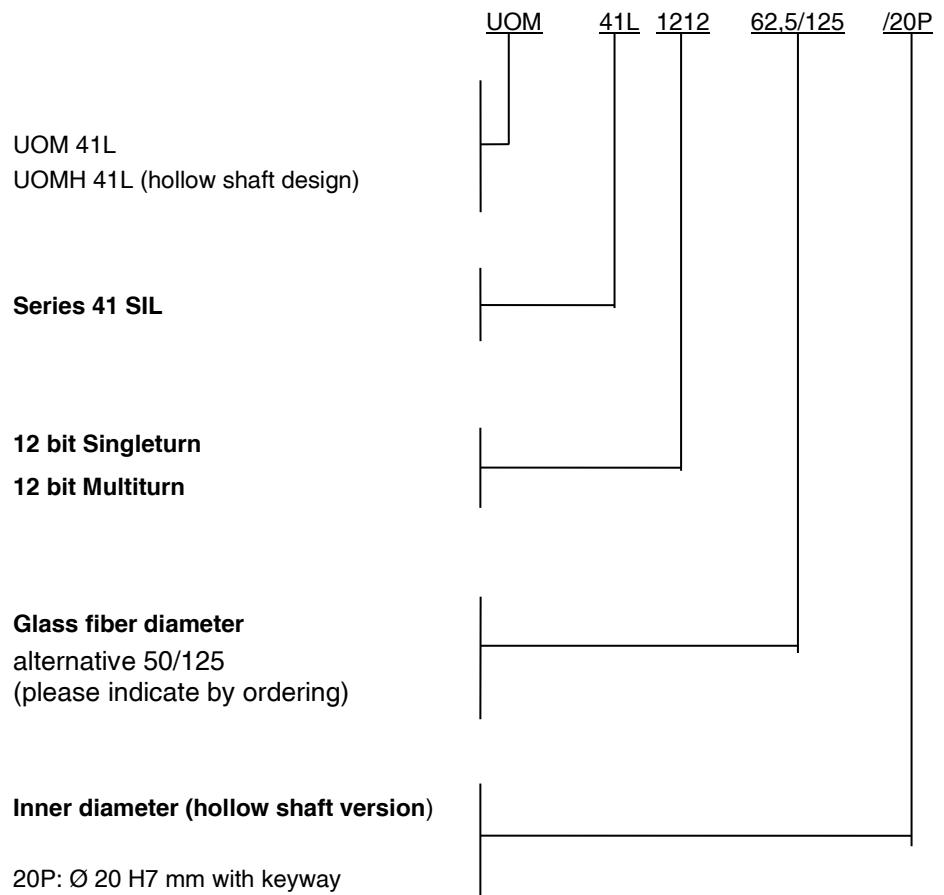 UOM 41L 1212 62,5/125 /20P
UOM 41L
UOMH 41L (hollow shaft design)
Series 41 SIL
12 bit Singleturn
12 bit Multiturn
Glass fiber diameter
alternative 50/125
(please indicate by ordering)
Inner diameter (hollow shaft version)
20P: Ø 20 H7 mm with keyway